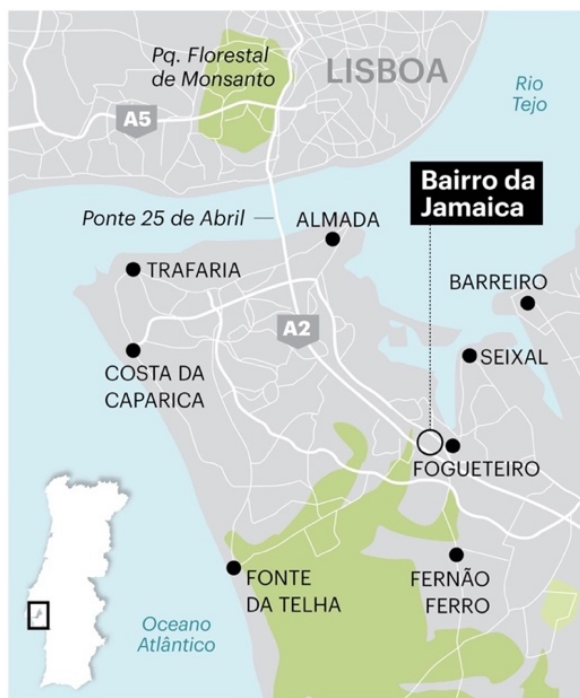 Pq. Florestal
de Monsanto
LISBOA
Rio
Tejo
A5
Bairro da
Jamaica
Ponte 25 de Abril
ALMADA
TRAFARIA
BARREIRO
A2
SEIXAL
COSTA DA
CAPARICA
FOGUETEIRO
FONTE
DA TELHA
FERNÃO
FERRO
Oceano
Atlântico